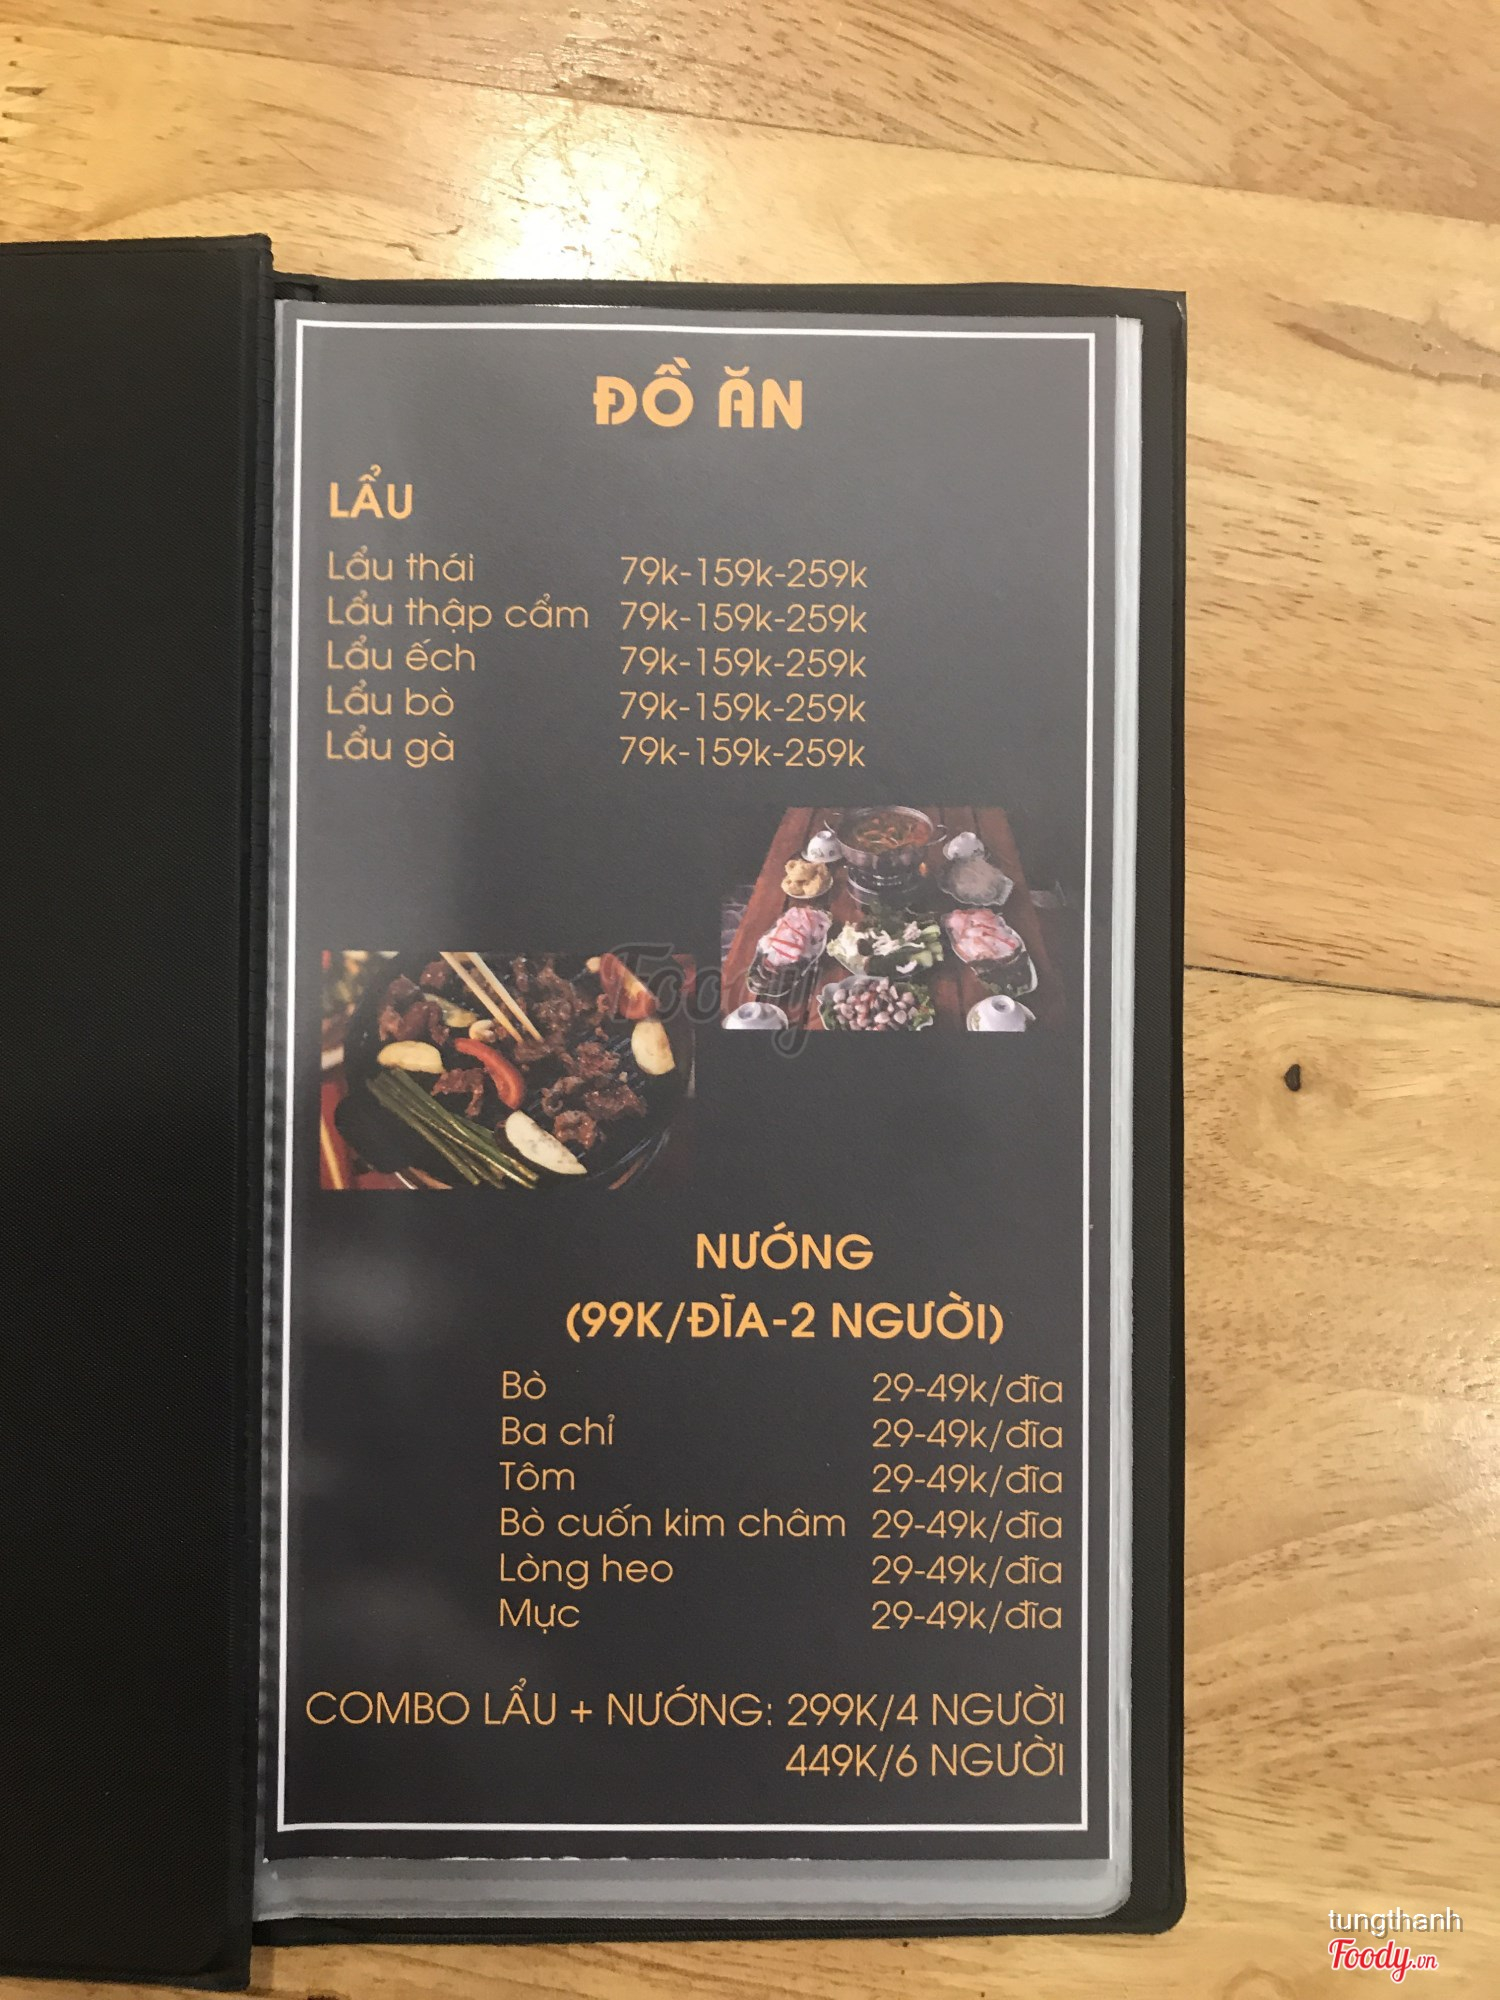 ĐỒ ĂN
LẨU
Lẩu thái 79k-159k-259k
Lẩu thập cẩm 79k-159k-259k
Lẩu ếch 79k-159k-259k
Lẩu bò 79k-159k-259k
Lẩu gà 79k-159k-259k
Foody
NƯỚNG
(99K/ĐĨA-2 NGƯỜI)
Bò 29-49k/đĩa
Ba chỉ 29-49k/đĩa
Tôm 29-49k/đĩa
Bò cuốn kim châm 29-49k/đĩa
Lòng heo 29-49k/đĩa
Mực 29-49k/đĩa
COMBO LẨU + NƯỚNG: 299K/4 NGƯỜI
449K/6 NGƯỜI
tungthanh
Foody.vn